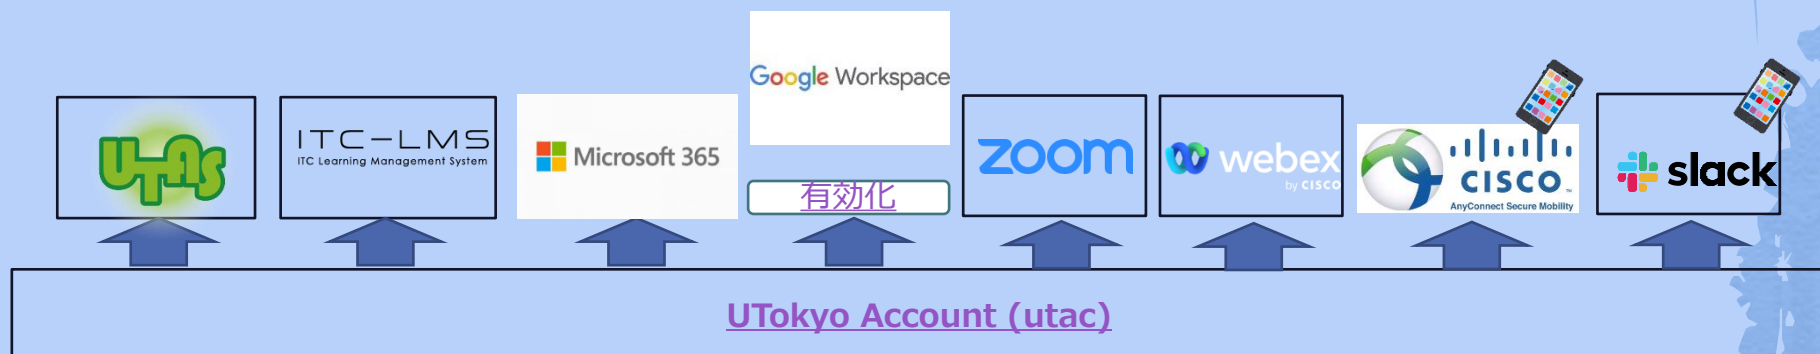 UTAS
ITC-LMS
ITC Learning Management System
Microsoft 365
Google Workspace
有効化
zoom
webex
by CISCO
CISCO
AnyConnect Secure Mobility
slack
UTokyo Account (utac)